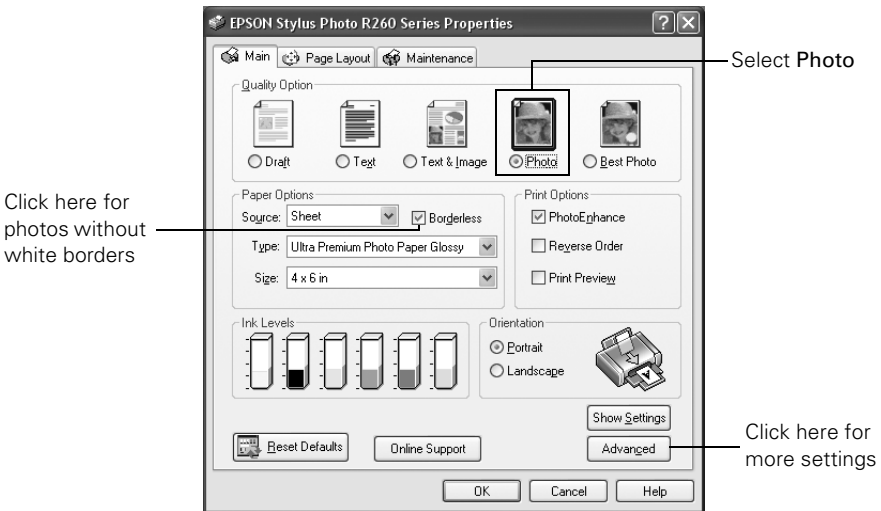 EPSON Stylus Photo R260 Series Properties
Main
Page Layout
Maintenance
Select Photo
Quality Option
Draft
Text
Text & Image
Photo
Best Photo
Click here for
photos without
white borders
Paper Options
Source: Sheet
Borderless
Type: Ultra Premium Photo Paper Glossy
Size: 4 x 6 in
Print Options
PhotoEnhance
Reverse Order
Print Preview
Ink Levels
Orientation
Portrait
Landscape
A
Show Settings
Reset Defaults
Online Support
Advanced
Click here for
more settings
OK
Cancel
Help